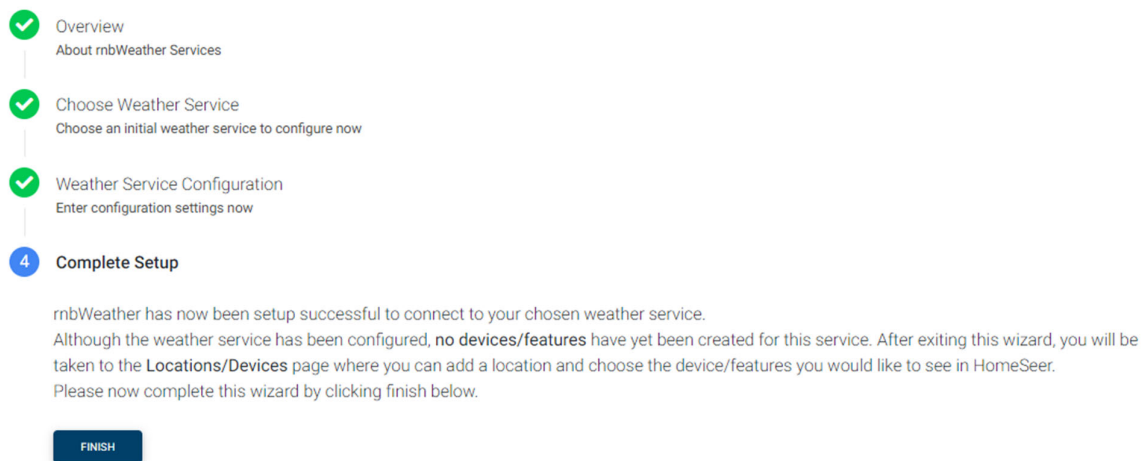 Overview
About rnbWeather Services
Choose Weather Service
Choose an initial weather service to configure now
Weather Service Configuration
Enter configuration settings now
4 Complete Setup
rnbWeather has now been setup successful to connect to your chosen weather service.
Although the weather service has been configured, no devices/features have yet been created for this service. After exiting this wizard, you will be
taken to the Locations/Devices page where you can add a location and choose the device/features you would like to see in HomeSeer.
Please now complete this wizard by clicking finish below.
FINISH